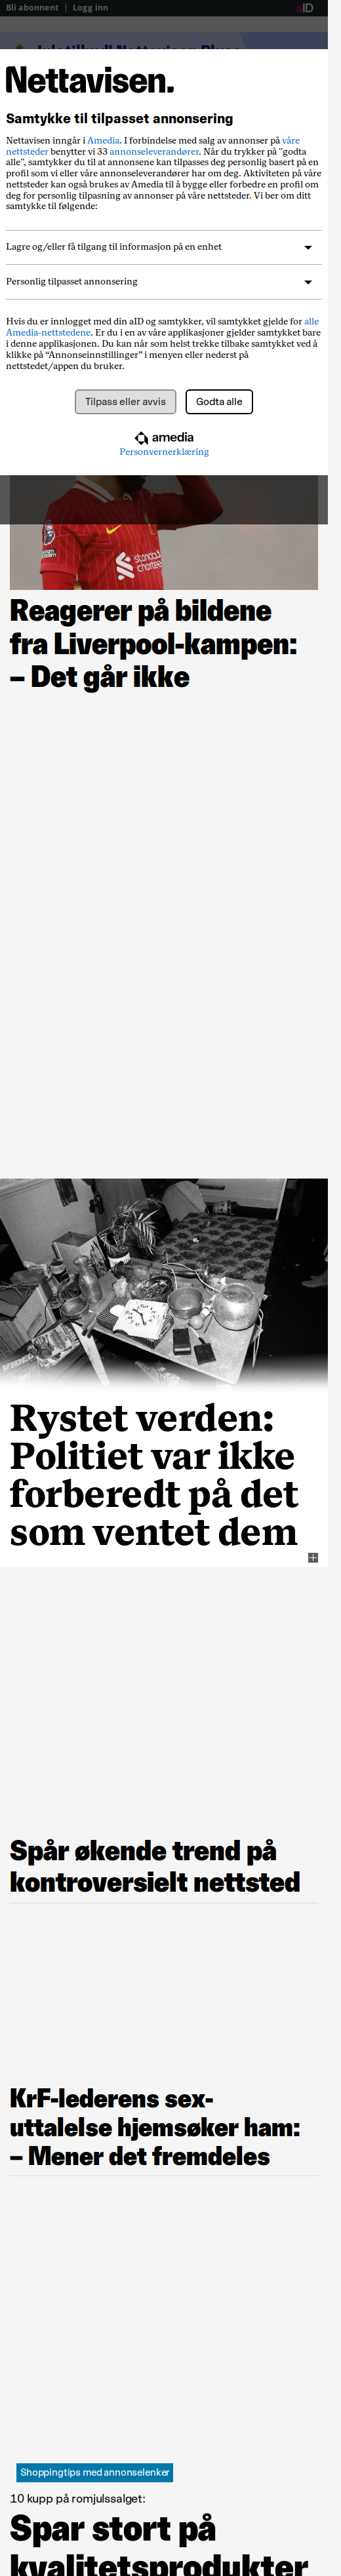 Bli abonnent | Logg inn
aID
Nettavisen.
Samtykke til tilpasset annonsering
Nettavisen inngår i Amedia. I forbindelse med salg av annonser på våre
nettsteder benytter vi 33 annonseleverandører. Når du trykker på "godta
alle", samtykker du til at annonsene kan tilpasses deg personlig basert på en
profil som vi eller våre annonseleverandører har om deg. Aktiviteten på våre
nettsteder kan også brukes av Amedia til å bygge eller forbedre en profil om
deg for personlig tilpasning av annonser på våre nettsteder. Vi ber om ditt
samtykke til følgende:
Lagre og/eller få tilgang til informasjon på en enhet
Personlig tilpasset annonsering
Hvis du er innlogget med din aID og samtykker, vil samtykket gjelde for alle
Amedia-nettstedene. Er du i en av våre applikasjoner gjelder samtykket bare
i denne applikasjonen. Du kan når som helst trekke tilbake samtykket ved å
klikke på “Annonseinnstillinger” i menyen eller nederst på
nettstedet/appen du bruker.
Tilpass eller avvis
Godta alle
amedia
Personvernerklæring
standard
chartered
Reagerer på bildene
fra Liverpool-kampen:
– Det går ikke
Rystet verden:
Politiet var ikke
forberedt på det
som ventet dem
Spår økende trend på
kontroversielt nettsted
KrF-lederens sex-
uttalelse hjemsøker ham:
– Mener det fremdeles
Shoppingtips med annonselenker
10 kupp på romjulssalget:
Spar stort på
kvalitetsprodukter